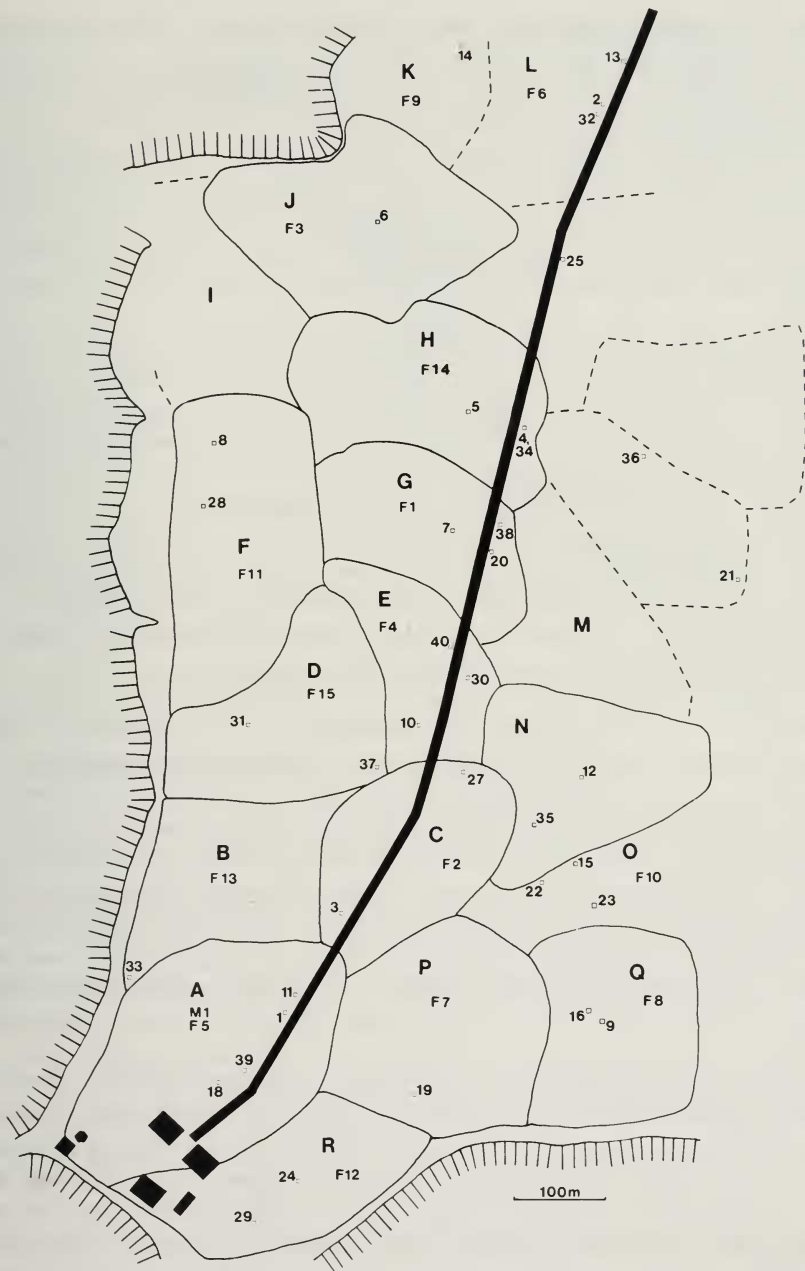 13
14
K
L
F9
F6
2
32
J
6
F3
25
I
H
F14
5
8
4
34
36
G
28
F1
7
38
F
20
21
F11
E
F4
M
40
D
F15
30
31
10
N
37
27
12
C
35
B
F2
15
O
F13
22
F10
23
3
P
33
Q
A
F7
F8
M1
11
F5
16
9
1
39
18
19
R
24
F12
100m
29